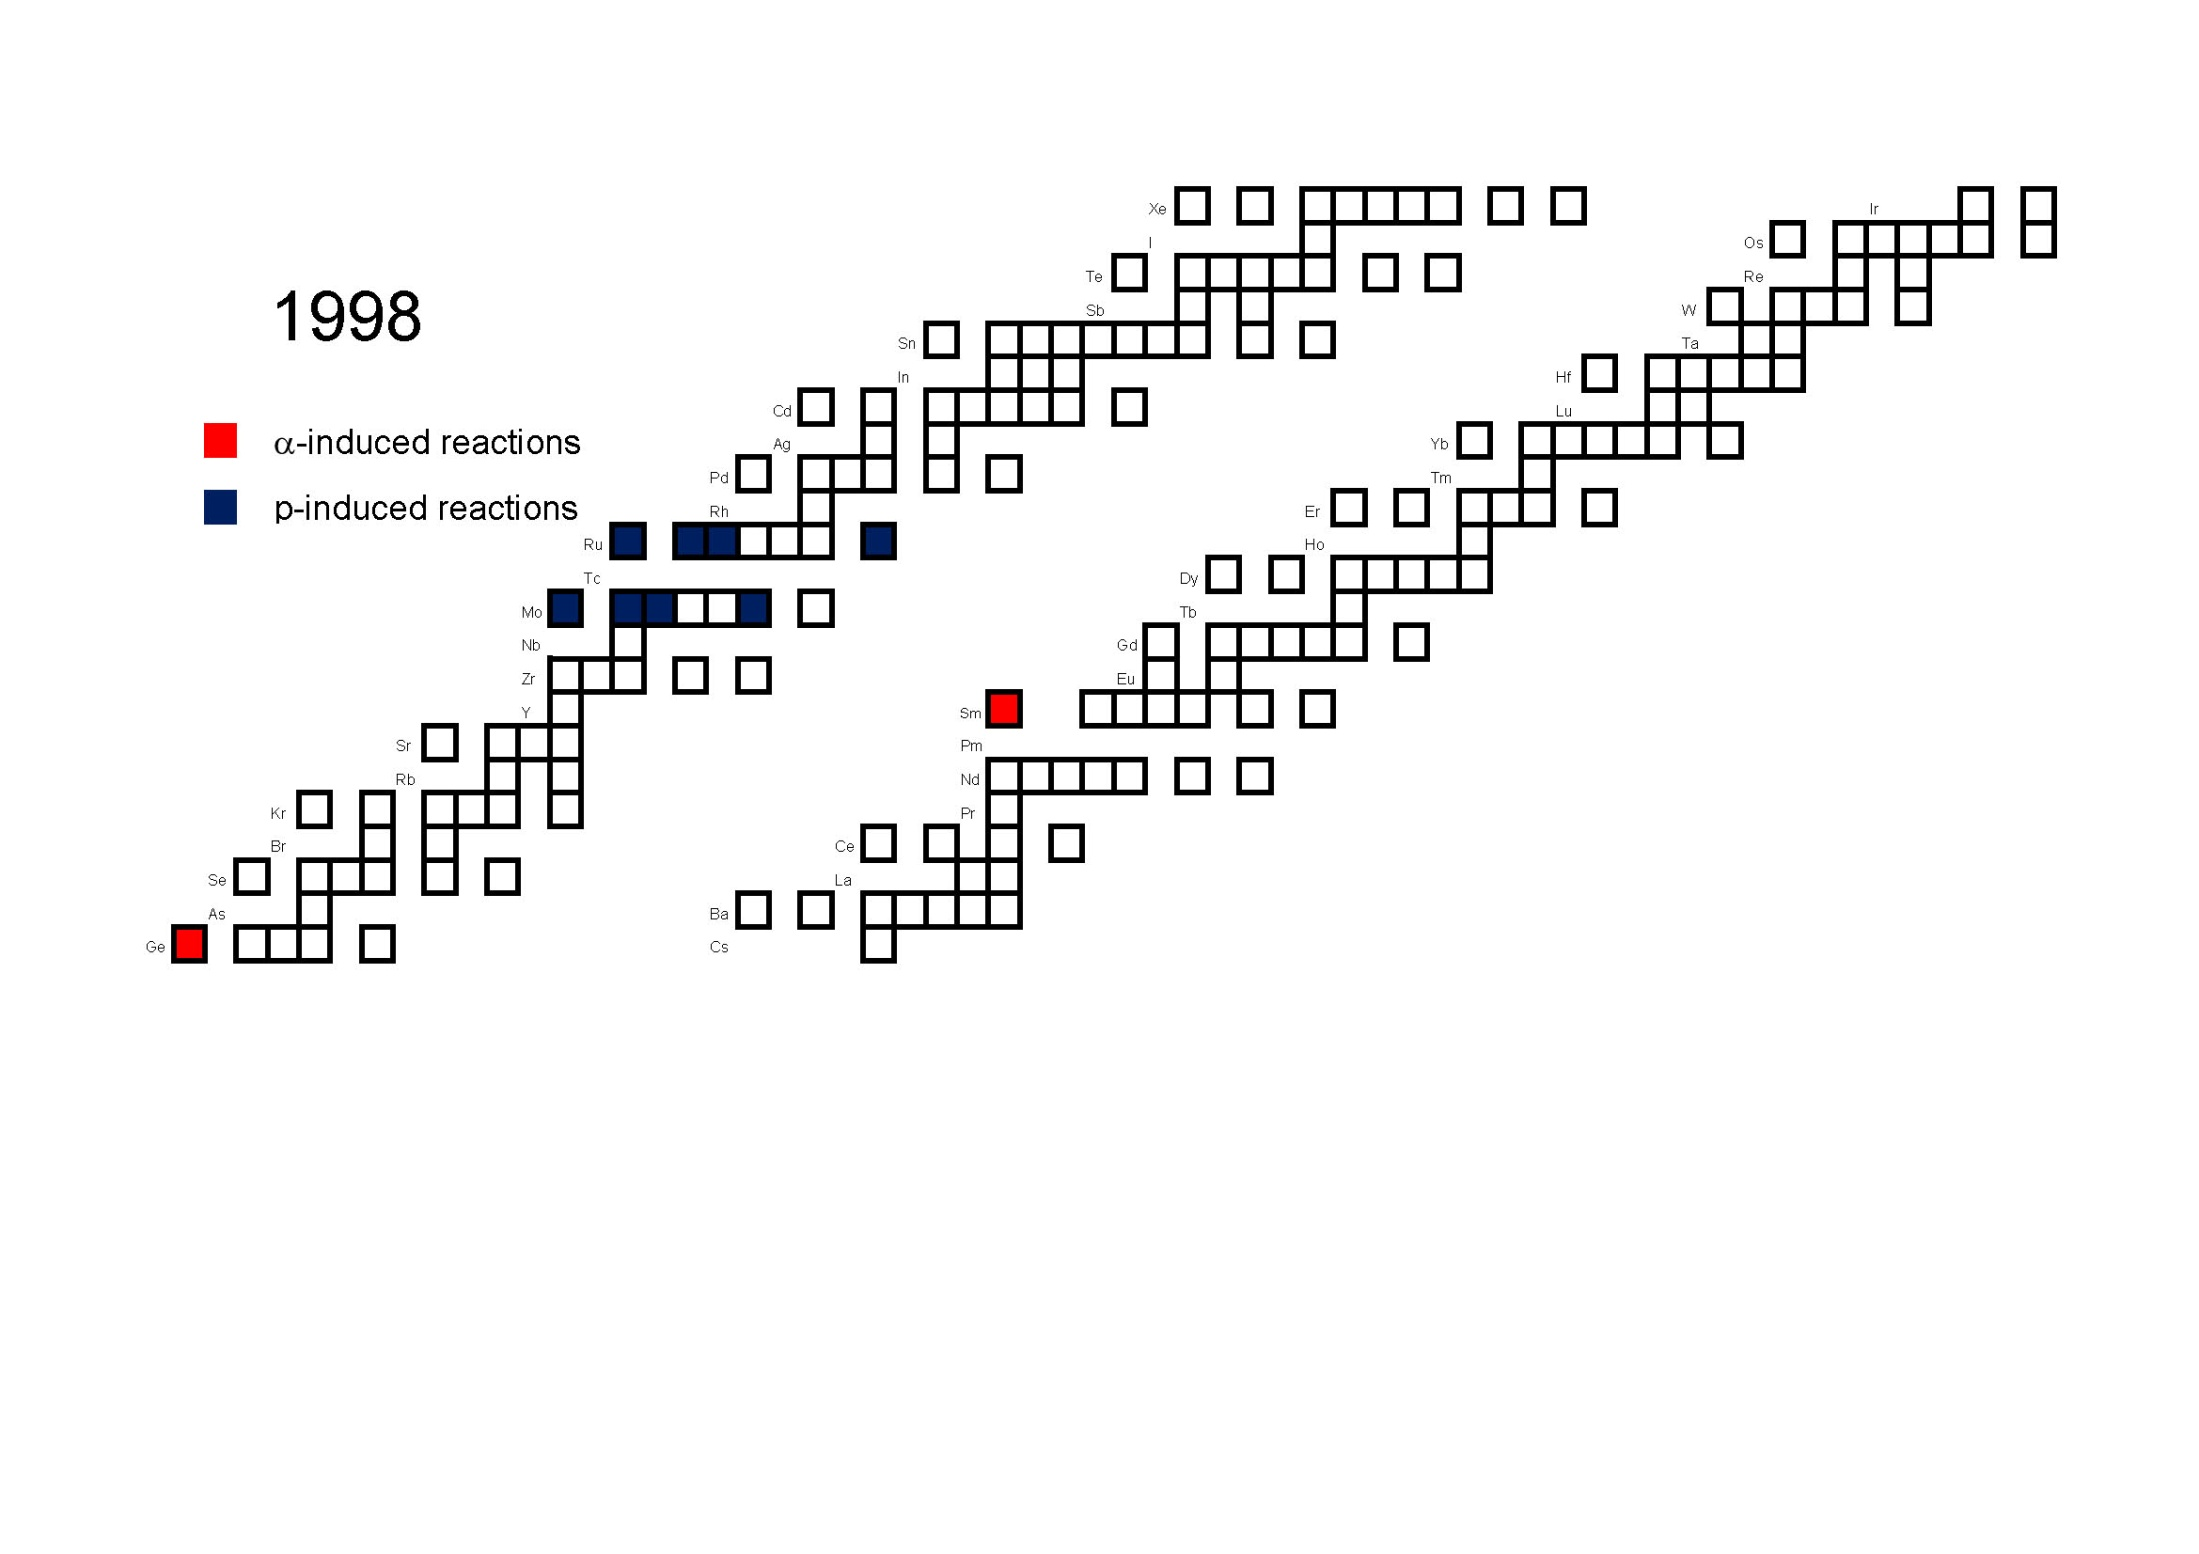 Xe
Ir
I
Os
Te
Re
1998
Sb
W
Sn
Ta
In
Hf
Cd
Lu
α-induced reactions
Ag
Yb
Pd
Tm
p-induced reactions
Rh
Er
Ru
Ho
Tc
Dy
Mo
Tb
Nb
Gd
Zr
Eu
Y
Sm
Sr
Pm
Rb
Nd
Kr
Pr
Br
Ce
Se
La
As
Ba
Ge
Cs